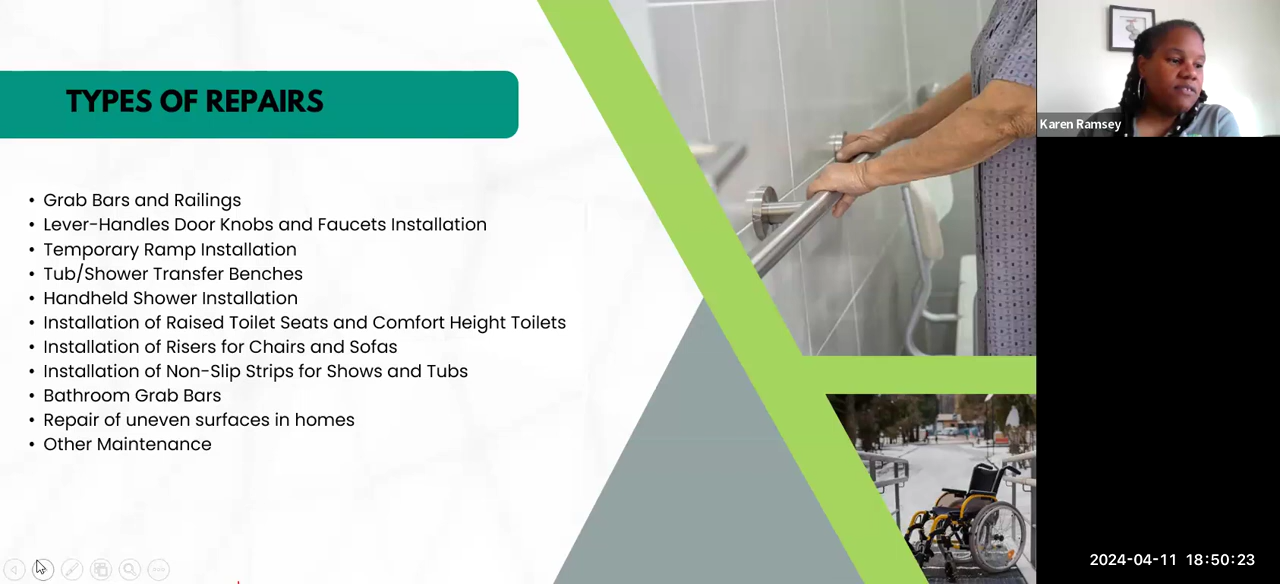 TYPES OF REPAIRS
• Grab Bars and Railings
• Lever-Handles Door Knobs and Faucets Installation
• Temporary Ramp Installation
• Tub/Shower Transfer Benches
• Handheld Shower Installation
• Installation of Raised Toilet Seats and Comfort Height Toilets
• Installation of Risers for Chairs and Sofas
• Installation of Non-Slip Strips for Shows and Tubs
• Bathroom Grab Bars
• Repair of uneven surfaces in homes
• Other Maintenance
Karen Ramsey
2024-04-11 18:50:23